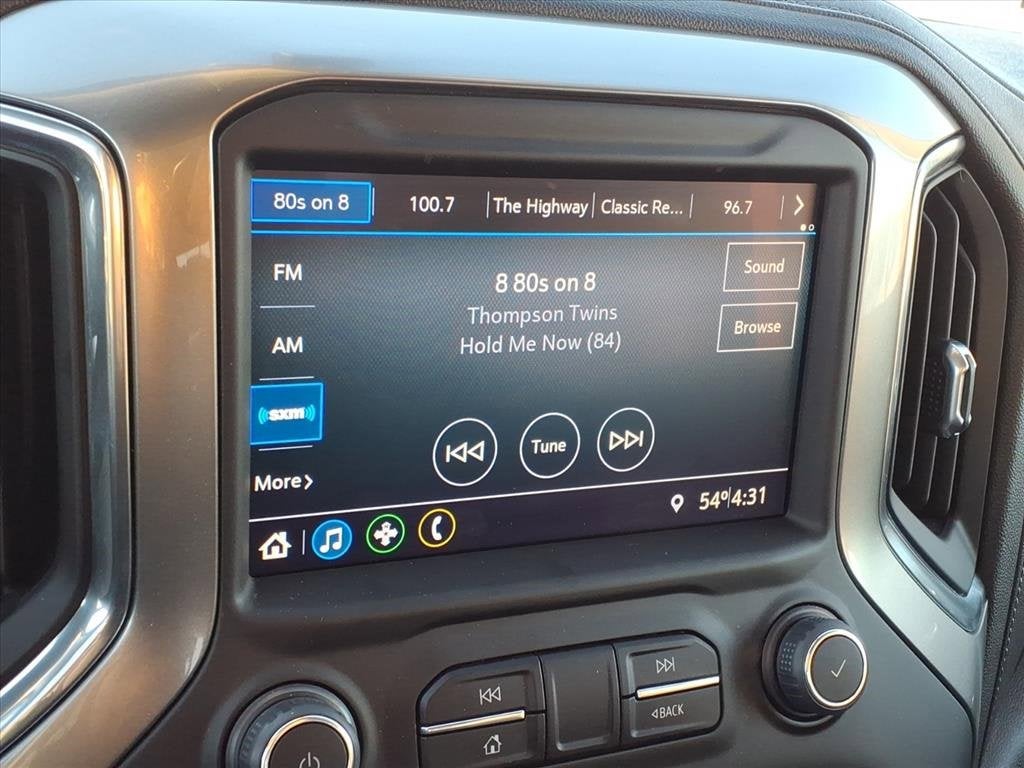 80s on 8 100.7 The Highway Classic Re... 96.7
FM
8 80s on 8
Sound
Thompson Twins
Browse
AM
Hold Me Now (84)
sxm
Tune
More
54° 4:31
BACK